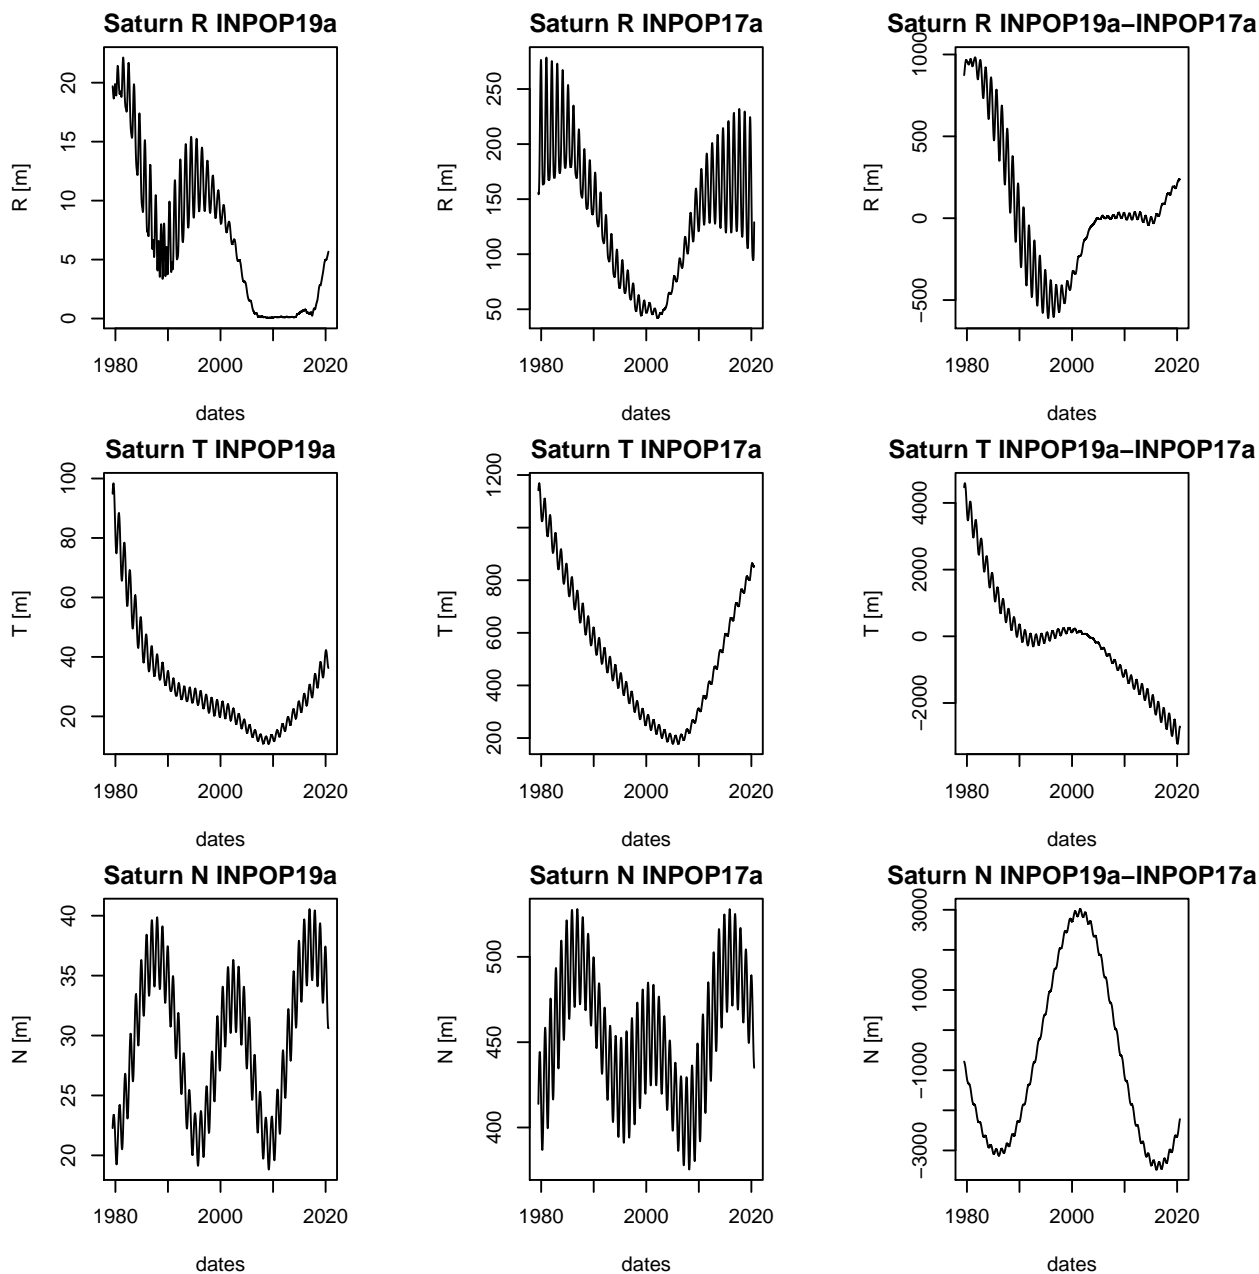 Saturn R INPOP19a
R [m]
0 5 10 15 20
1980 2000 2020
dates
Saturn R INPOP17a
R [m]
50 100 150 200 250
1980 2000 2020
dates
Saturn R INPOP19a−INPOP17a
R [m]
−500 0 500 1000
1980 2000 2020
dates
Saturn T INPOP19a
T [m]
20 40 60 80 100
1980 2000 2020
dates
Saturn T INPOP17a
T [m]
200 400 600 800 1200
1980 2000 2020
dates
Saturn T INPOP19a−INPOP17a
T [m]
−2000 0 2000 4000
1980 2000 2020
dates
Saturn N INPOP19a
N [m]
20 25 30 35 40
1980 2000 2020
dates
Saturn N INPOP17a
N [m]
400 450 500
1980 2000 2020
dates
Saturn N INPOP19a−INPOP17a
N [m]
−3000 −1000 1000 3000
1980 2000 2020
dates